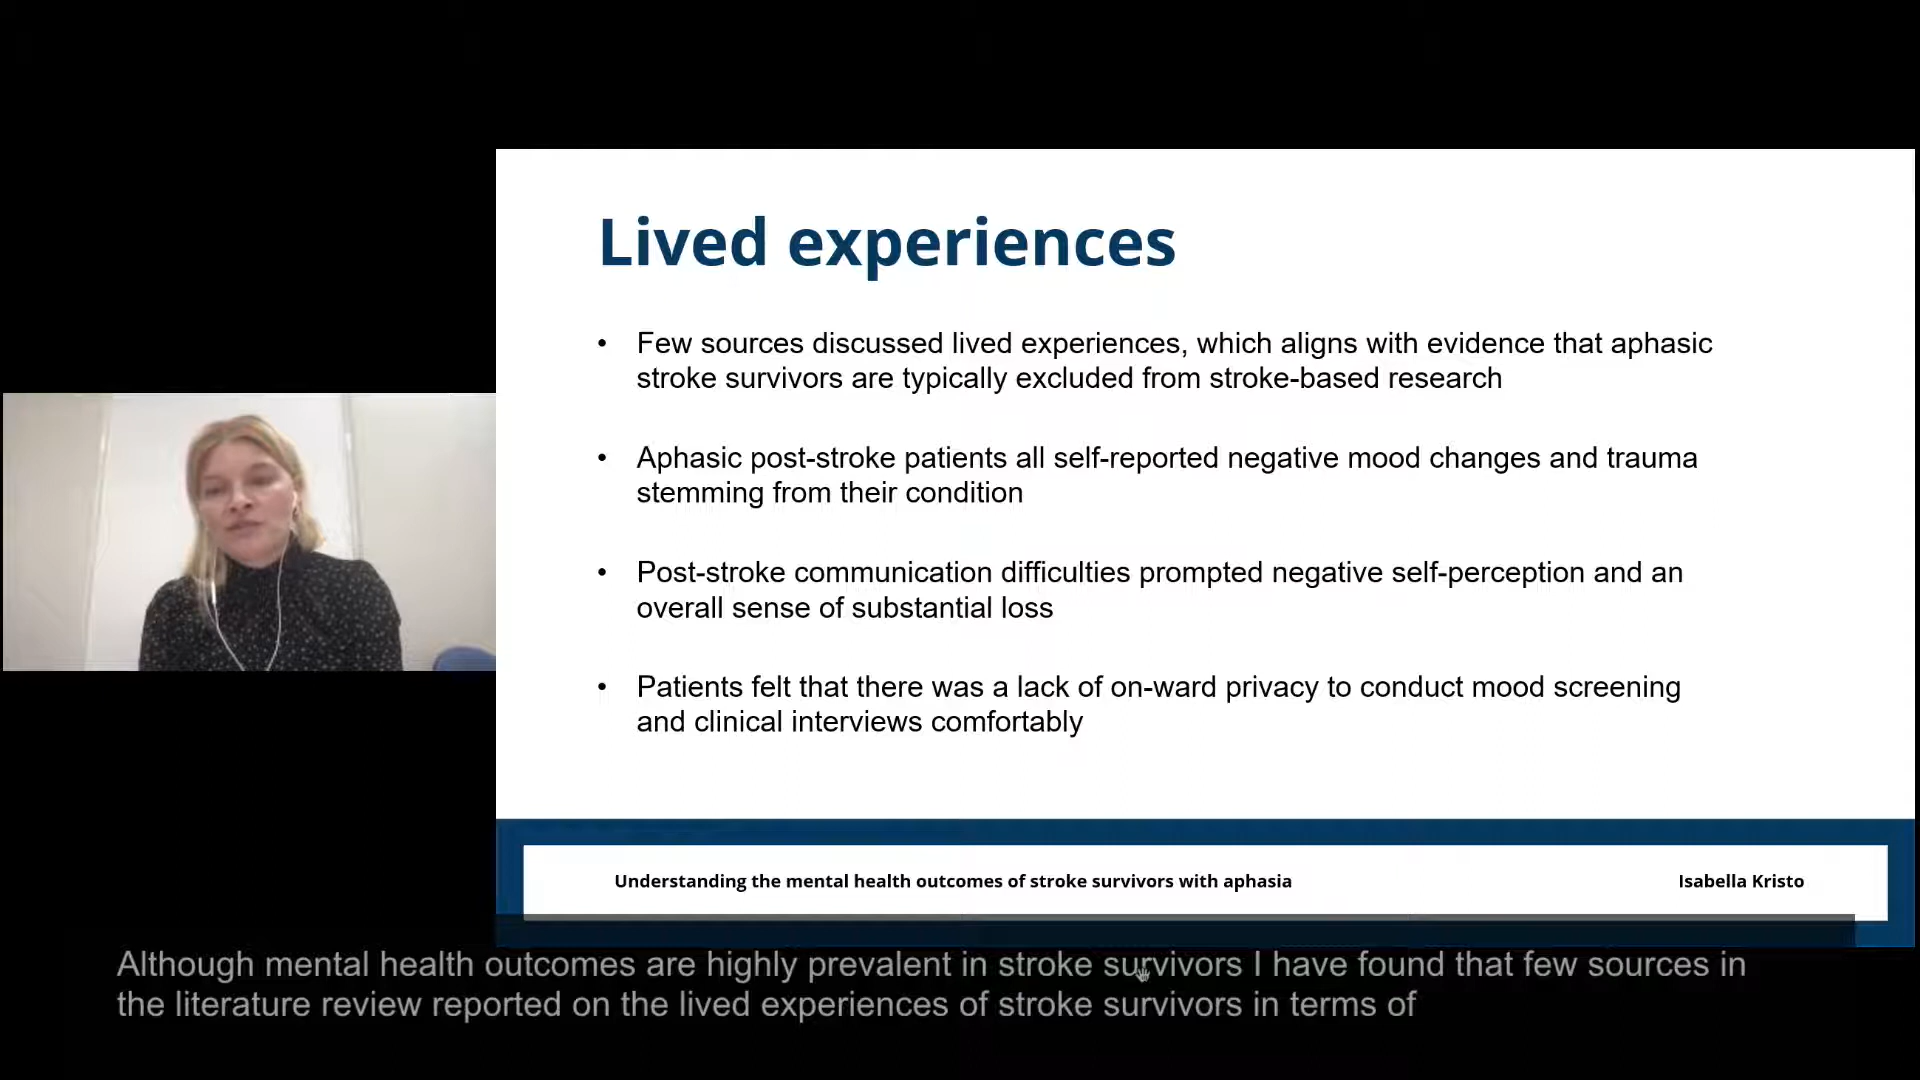 Lived experiences
• Few sources discussed lived experiences, which aligns with evidence that aphasic
stroke survivors are typically excluded from stroke-based research
• Aphasic post-stroke patients all self-reported negative mood changes and trauma
stemming from their condition
• Post-stroke communication difficulties prompted negative self-perception and an
overall sense of substantial loss
• Patients felt that there was a lack of on-ward privacy to conduct mood screening
and clinical interviews comfortably
Understanding the mental health outcomes of stroke survivors with aphasia
Isabella Kristo
Although mental health outcomes are highly prevalent in stroke survivors I have found that few sources in
the literature review reported on the lived experiences of stroke survivors in terms of